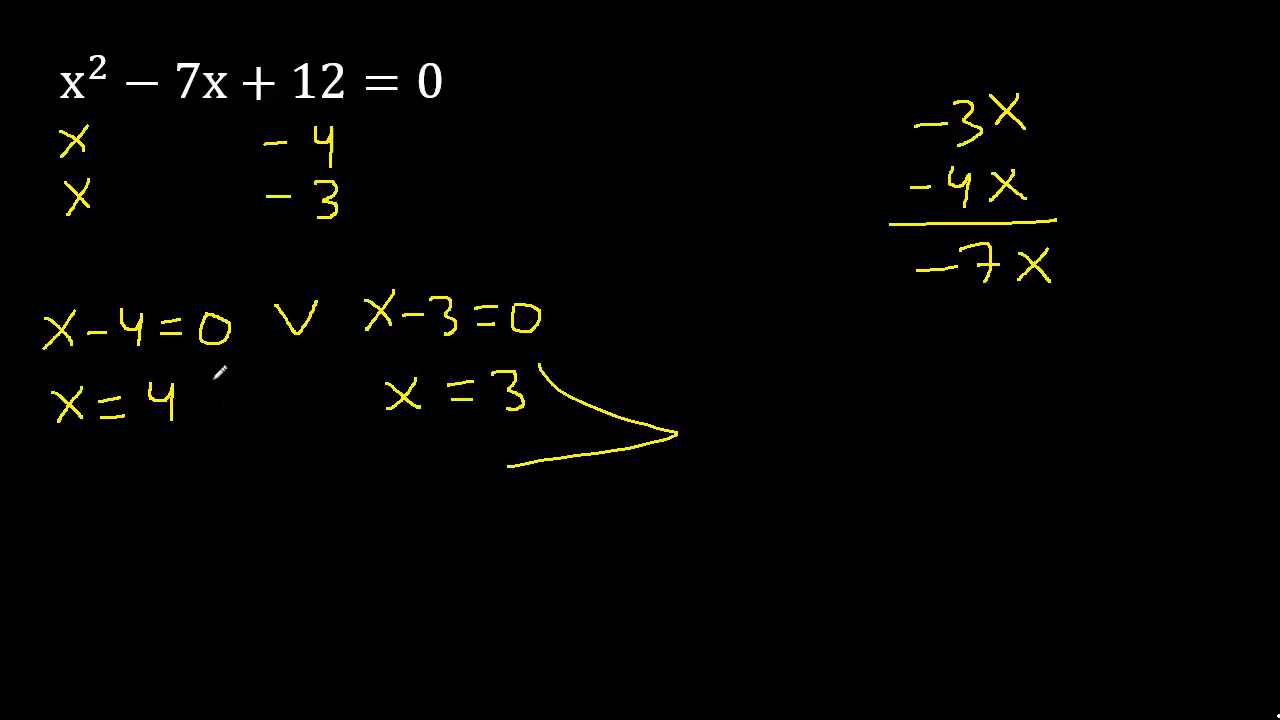 x² − 7x + 12 = 0
x - 4
x - 3
-3x
-4x
-7x
x-4=0 ∨ x-3=0
x=4 x=3